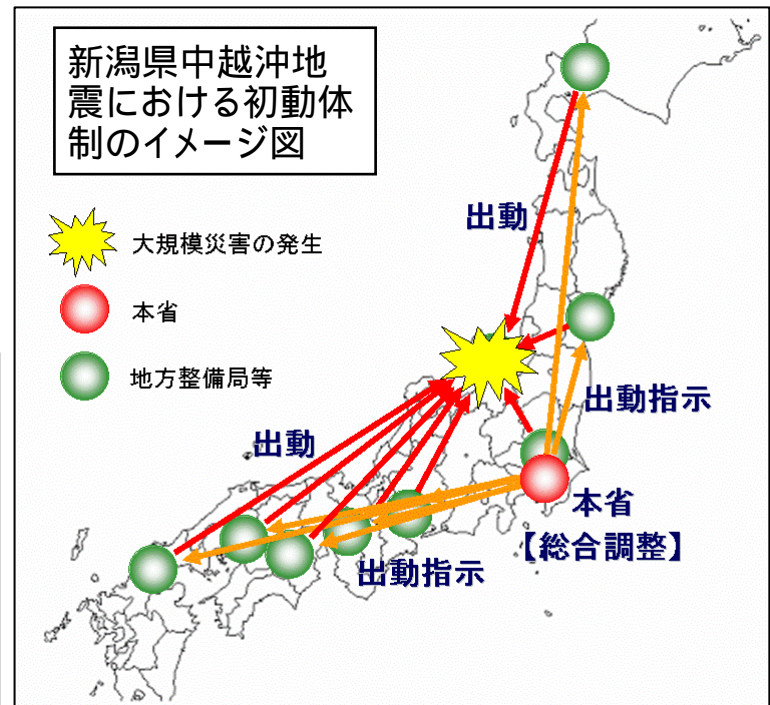 新潟県中越沖地
震における初動体
制のイメージ図
大規模災害の発生
本省
地方整備局等
出動
出動指示
出動
本省
【総合調整】
出動指示